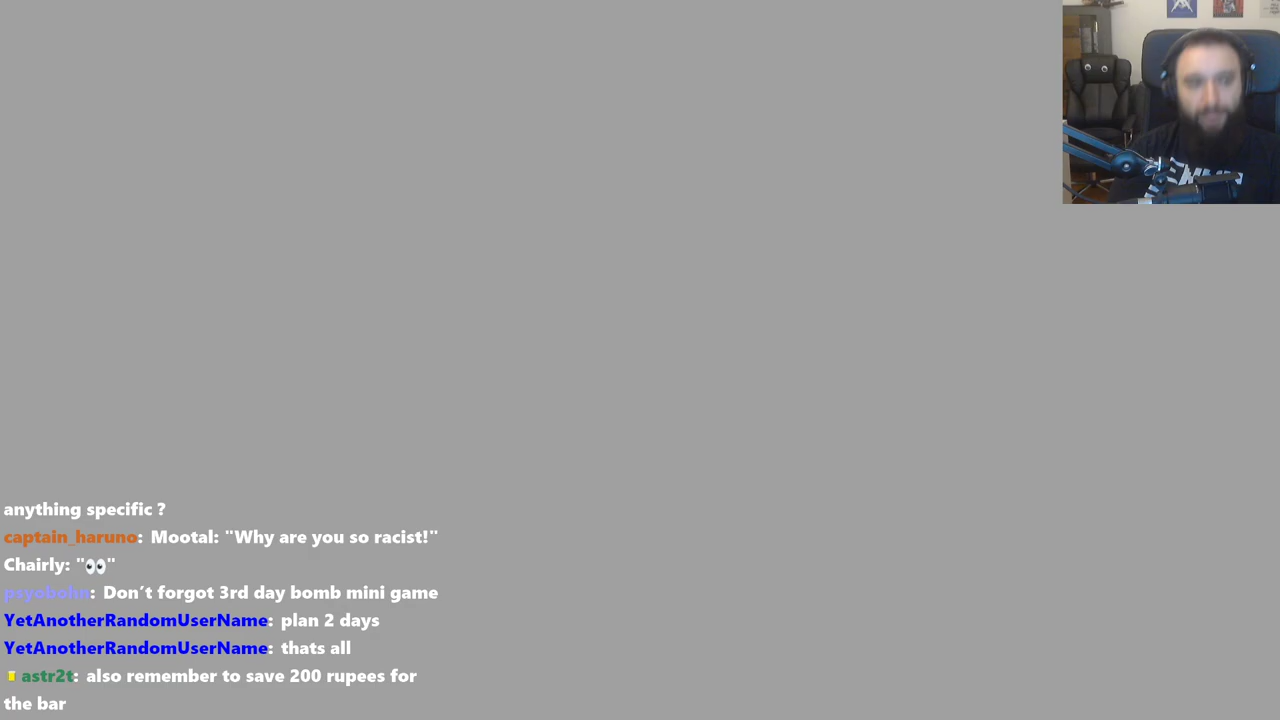 anything specific ?
captain_haruno: Mootal: "Why are you so racist!"
Chairly: "👀"
psyobohn: Don't forgot 3rd day bomb mini game
YetAnotherRandomUserName: plan 2 days
YetAnotherRandomUserName: thats all
astr2t: also remember to save 200 rupees for
the bar